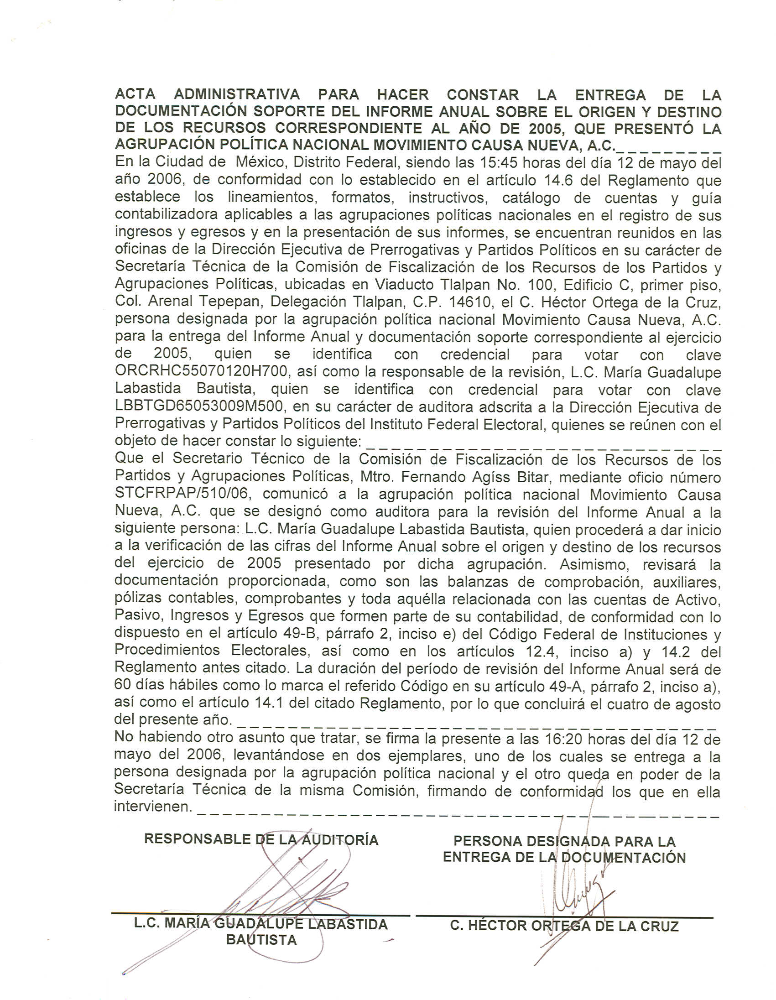 ACTA ADMINISTRATIVA PARA HACER CONSTAR LA ENTREGA DE LA
DOCUMENTACIÓN SOPORTE DEL INFORME ANUAL SOBRE EL ORIGEN Y DESTINO
DE LOS RECURSOS CORRESPONDIENTE AL AÑO DE 2005, QUE PRESENTÓ LA
AGRUPACIÓN POLÍTICA NACIONAL MOVIMIENTO CAUSA NUEVA, A.C._ _ _ _ _ _ _ _ _
En la Ciudad de México, Distrito Federal, siendo las 15:45 horas del día 12 de mayo del
año 2006, de conformidad con lo establecido en el artículo 14.6 del Reglamento que
establece los lineamientos, formatos, instructivos, catálogo de cuentas y guía
contabilizadora aplicables a las agrupaciones políticas nacionales en el registro de sus
ingresos y egresos y en la presentación de sus informes, se encuentran reunidos en las
oficinas de la Dirección Ejecutiva de Prerrogativas y Partidos Políticos en su carácter de
Secretaría Técnica de la Comisión de Fiscalización de los Recursos de los Partidos y
Agrupaciones Políticas, ubicadas en Viaducto Tlalpan No. 100, Edificio C, primer piso,
Col. Arenal Tepepan, Delegación Tlalpan, C.P. 14610, el C. Héctor Ortega de la Cruz,
persona designada por la agrupación política nacional Movimiento Causa Nueva, A.C.
para la entrega del Informe Anual y documentación soporte correspondiente al ejercicio
de 2005, quien se identifica con credencial para votar con clave
ORCRHC55070120H700, así como la responsable de la revisión, L.C. María Guadalupe
Labastida Bautista, quien se identifica con credencial para votar con clave
LBBTGD65053009M500, en su carácter de auditora adscrita a la Dirección Ejecutiva de
Prerrogativas y Partidos Políticos del Instituto Federal Electoral, quienes se reúnen con el
objeto de hacer constar lo siguiente: _ _ _ _ _ _ _ _ _ _ _ _ _ _ _ _ _ _ _ _ _ _ _ _ _ _ _ _
Que el Secretario Técnico de la Comisión de Fiscalización de los Recursos de los
Partidos y Agrupaciones Políticas, Mtro. Fernando Agíss Bitar, mediante oficio número
STCFRPAP/510/06, comunicó a la agrupación política nacional Movimiento Causa
Nueva, A.C. que se designó como auditora para la revisión del Informe Anual a la
siguiente persona: L.C. María Guadalupe Labastida Bautista, quien procederá a dar inicio
a la verificación de las cifras del Informe Anual sobre el origen y destino de los recursos
del ejercicio de 2005 presentado por dicha agrupación. Asimismo, revisará la
documentación proporcionada, como son las balanzas de comprobación, auxiliares,
pólizas contables, comprobantes y toda aquélla relacionada con las cuentas de Activo,
Pasivo, Ingresos y Egresos que formen parte de su contabilidad, de conformidad con lo
dispuesto en el artículo 49-B, párrafo 2, inciso e) del Código Federal de Instituciones y
Procedimientos Electorales, así como en los artículos 12.4, inciso a) y 14.2 del
Reglamento antes citado. La duración del período de revisión del Informe Anual será de
60 días hábiles como lo marca el referido Código en su artículo 49-A, párrafo 2, inciso a),
así como el artículo 14.1 del citado Reglamento, por lo que concluirá el cuatro de agosto
del presente año. _ _ _ _ _ _ _ _ _ _ _ _ _ _ _ _ _ _ _ _ _ _ _ _ _ _ _ _ _ _ _ _ _ _ _ _ _ _
No habiendo otro asunto que tratar, se firma la presente a las 16:20 horas del día 12 de
mayo del 2006, levantándose en dos ejemplares, uno de los cuales se entrega a la
persona designada por la agrupación política nacional y el otro queda en poder de la
Secretaría Técnica de la misma Comisión, firmando de conformidad los que en ella
intervienen. _ _ _ _ _ _ _ _ _ _ _ _ _ _ _ _ _ _ _ _ _ _ _ _ _ _ _ _ _ _ _ _ _ _ _ _ _ _ _ _ _
RESPONSABLE DE LA AUDITORÍA
L.C. MARÍA GUADALUPE LABASTIDA
BAUTISTA
PERSONA DESIGNADA PARA LA
ENTREGA DE LA DOCUMENTACIÓN
C. HÉCTOR ORTEGA DE LA CRUZ